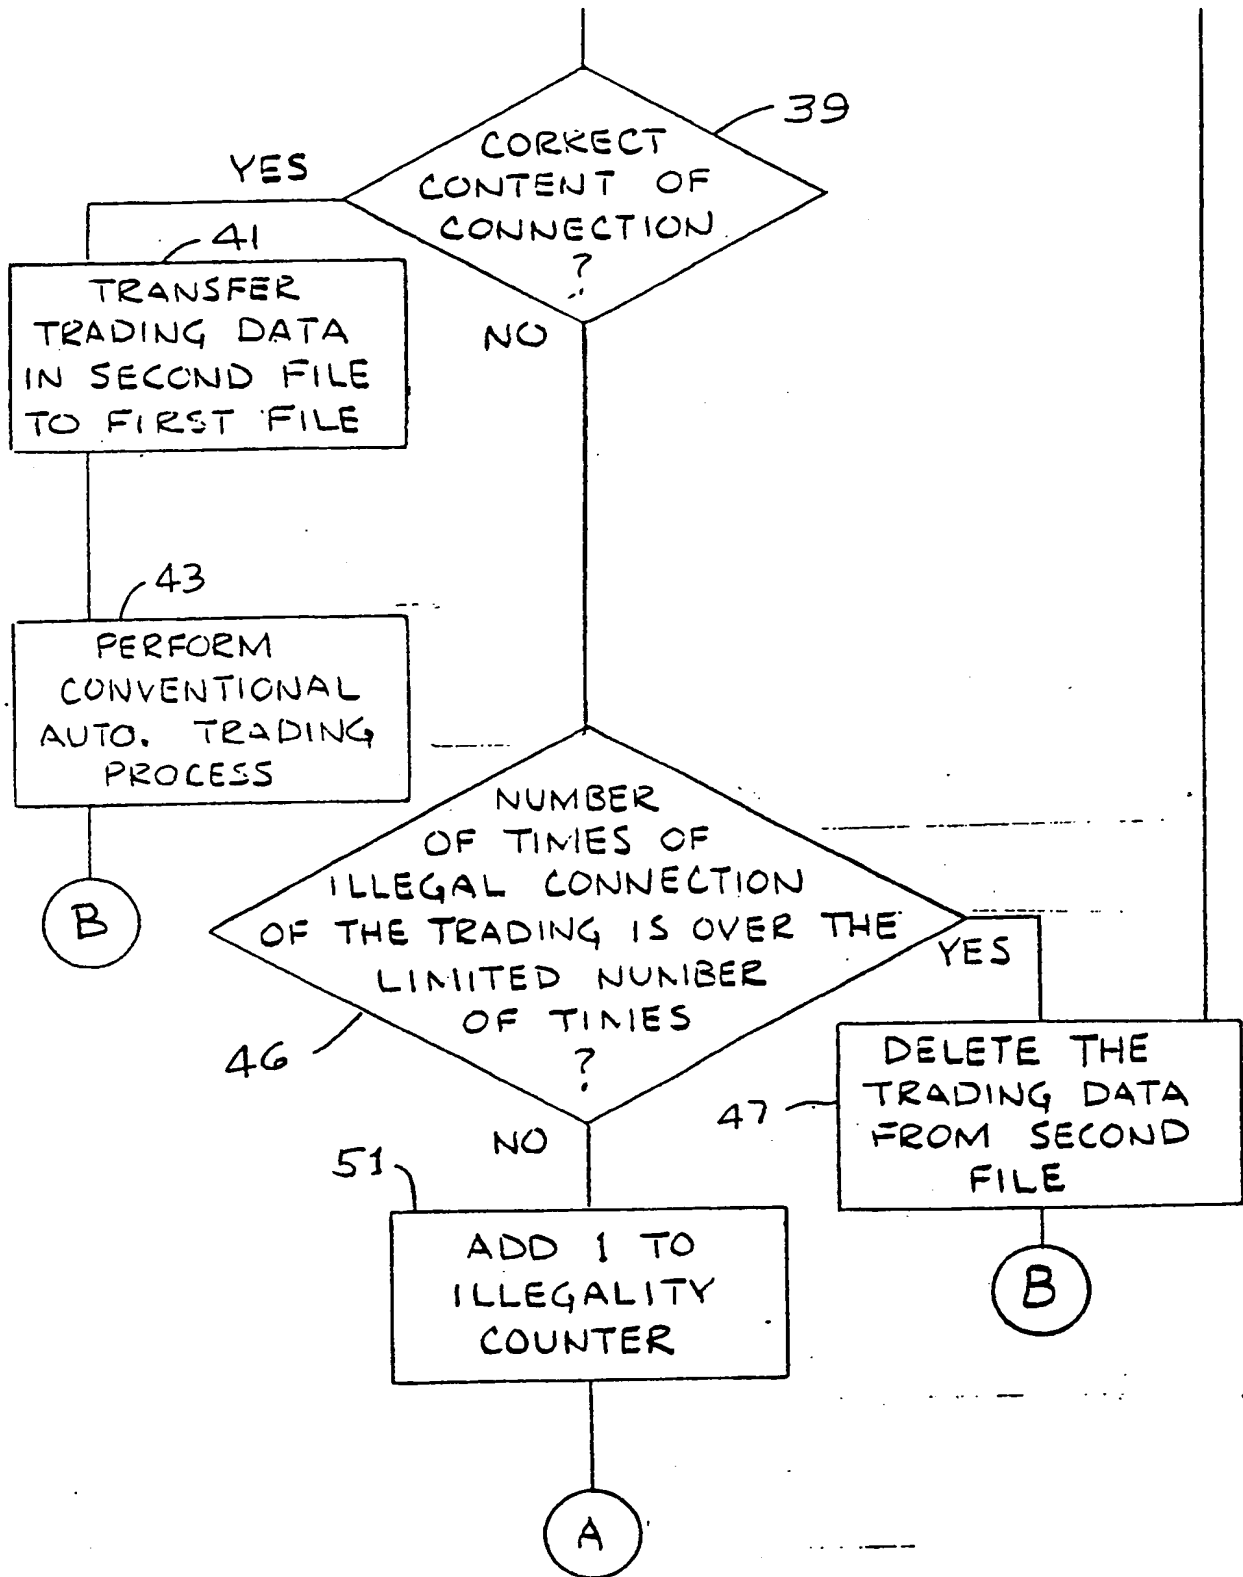 39
CORRECT
CONTENT OF
CONNECTION
?
YES
NO
41
TRANSFER
TRADING DATA
IN SECOND FILE
TO FIRST FILE
43
PERFORM
CONVENTIONAL
AUTO. TRADING
PROCESS
B
NUMBER
OF TIMES OF
ILLEGAL CONNECTION
OF THE TRADING IS OVER THE
LIMITED NUMBER
OF TIMES
?
46
YES
NO
47
DELETE THE
TRADING DATA
FROM SECOND
FILE
B
51
ADD 1 TO
ILLEGALITY
COUNTER
A